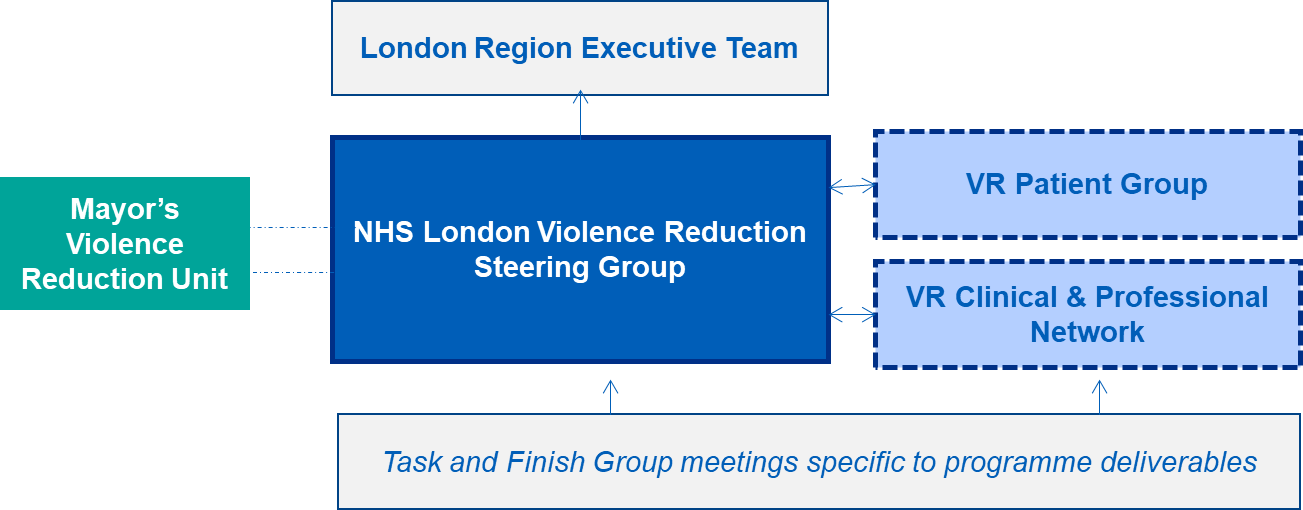 London Region Executive Team
Mayor’s
Violence
Reduction Unit
NHS London Violence Reduction
Steering Group
VR Patient Group
VR Clinical & Professional
Network
Task and Finish Group meetings specific to programme deliverables